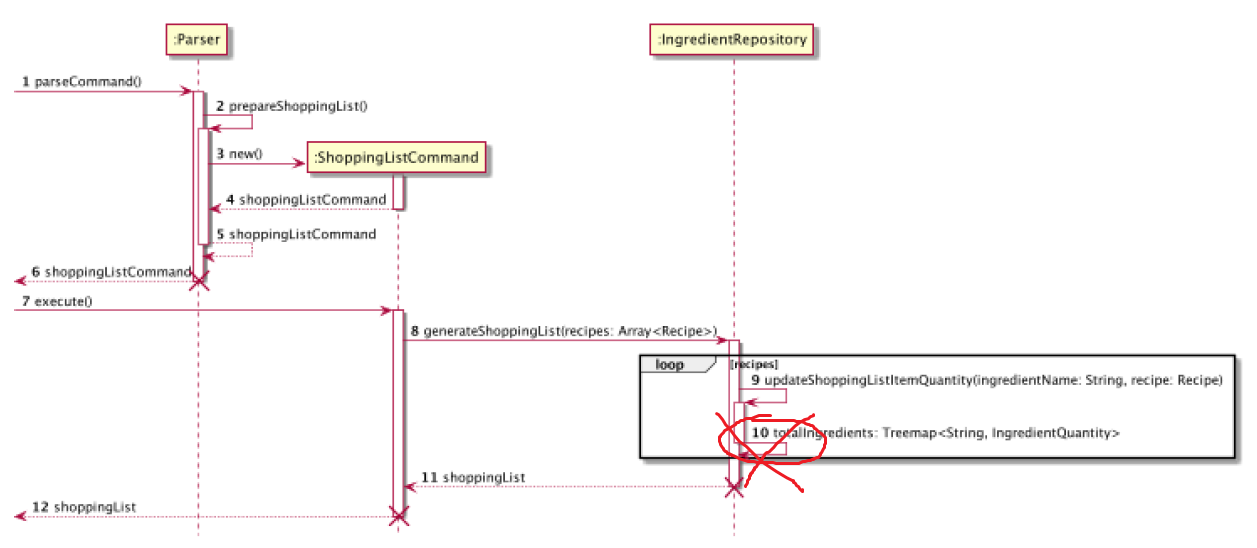 :Parser
:IngredientRepository
1 parseCommand()
2 prepareShoppingList()
3 new()
:ShoppingListCommand
4 shoppingListCommand
5 shoppingListCommand
6 shoppingListCommand
7 execute()
8 generateShoppingList(recipes: Array<Recipe>)
loop [recipes]
9 updateShoppingListItemQuantity(ingredientName: String, recipe: Recipe)
10 totalIngredients: Treemap<String, IngredientQuantity>
11 shoppingList
12 shoppingList